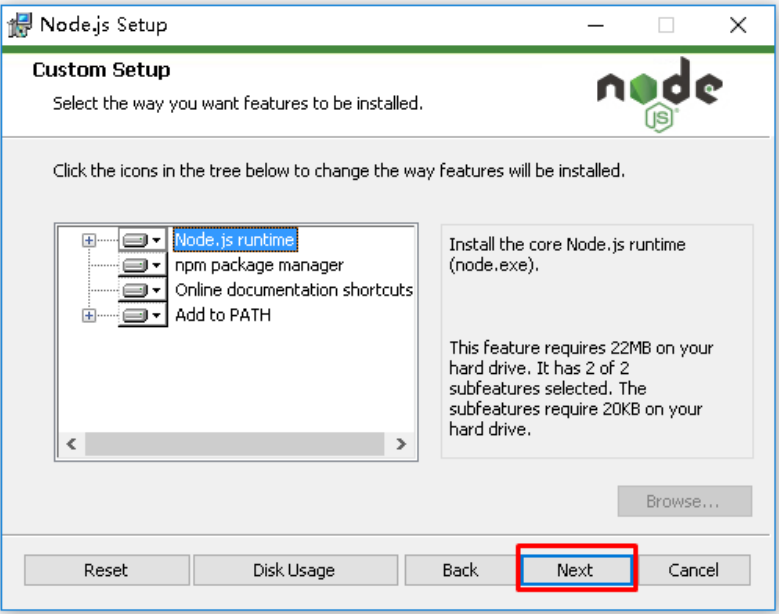 Node.js Setup
Custom Setup
Select the way you want features to be installed.
node
JS
Click the icons in the tree below to change the way features will be installed.
Node.js runtime
npm package manager
Online documentation shortcuts
Add to PATH
Install the core Node.js runtime
(node.exe).
This feature requires 22MB on your
hard drive. It has 2 of 2
subfeatures selected. The
subfeatures require 20KB on your
hard drive.
Browse...
Reset
Disk Usage
Back
Next
Cancel